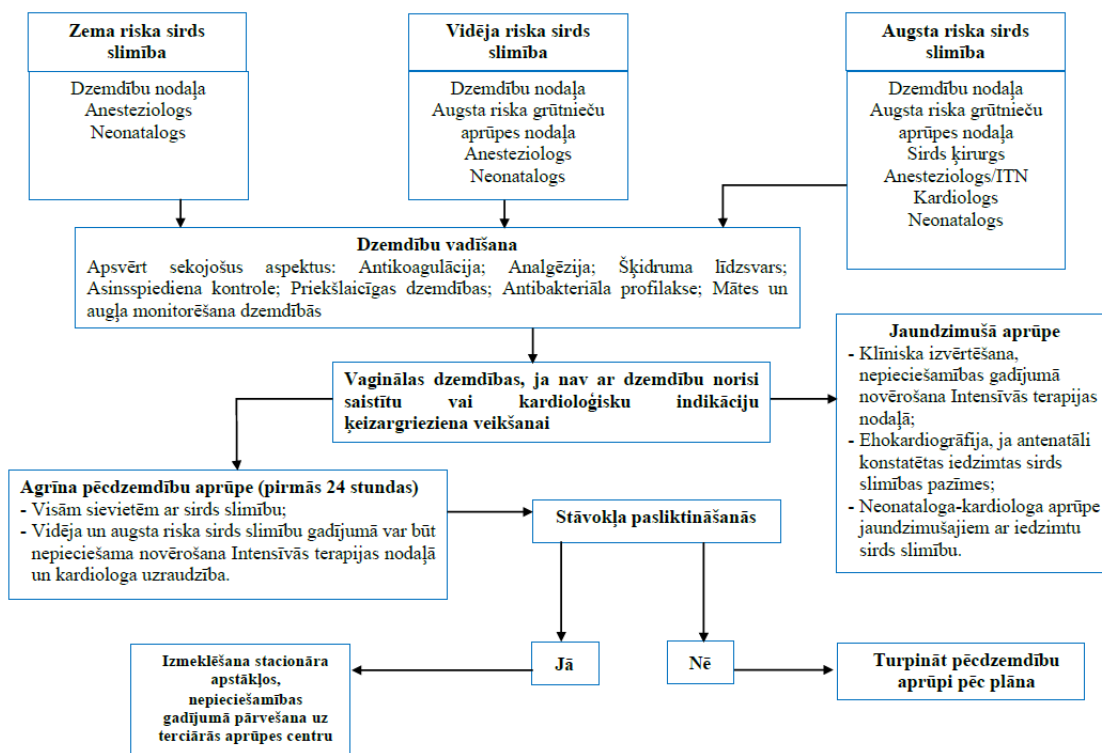 Zema riska sirds
slimība
Dzemdību nodaļa
Anesteziologs
Neonatalogs
Vidēja riska sirds
slimība
Dzemdību nodaļa
Augsta riska grūtnieču
aprūpes nodaļa
Anesteziologs
Neonatalogs
Augsta riska sirds
slimība
Dzemdību nodaļa
Augsta riska grūtnieču
aprūpes nodaļa
Sirds ķirurgs
Anesteziologs/ITN
Kardiologs
Neonatalogs
Dzemdību vadīšana
Apsvērt sekojošus aspektus: Antikoagulācija; Analgēzija; Šķidruma līdzsvars;
Asinsspiediena kontrole; Priekšlaicīgas dzemdības; Antibakteriāla profilakse; Mātes un
augļa monitorēšana dzemdībās
Vaginālas dzemdības, ja nav ar dzemdību norisi
saistītu vai kardioloģisku indikāciju
ķeizargrieziena veikšanai
Jaundzimušā aprūpe
- Klīniska izvērtēšana,
nepieciešamības gadījumā
novērošana Intensīvās terapijas
nodaļā;
- Ehokardiogrāfija, ja antenatāli
konstatētas iedzimtas sirds
slimības pazīmes;
- Neonataloga-kardiologa aprūpe
jaundzimušajiem ar iedzimtu
sirds slimību.
Agrīna pēcdzemdību aprūpe (pirmās 24 stundas)
- Visām sievietēm ar sirds slimību;
- Vidēja un augsta riska sirds slimību gadījumā var būt
nepieciešama novērošana Intensīvās terapijas nodaļā
un kardiologa uzraudzība.
Stāvokļa pasliktināšanās
Jā
Nē
Izmeklēšana stacionāra
apstākļos,
nepieciešamības
gadījumā pārvešana uz
terciārās aprūpes centru
Turpināt pēcdzemdību
aprūpi pēc plāna